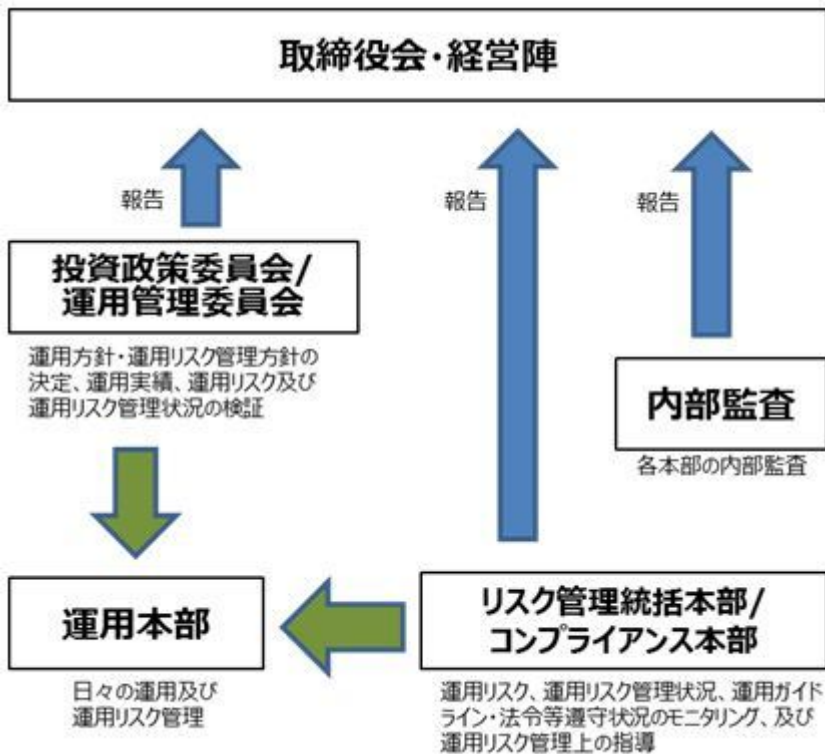 取締役会・経営陣
報告
報告
報告
投資政策委員会/
運用管理委員会
運用方針・運用リスク管理方針の
決定、運用実績、運用リスク及び
運用リスク管理状況の検証
内部監査
各本部の内部監査
運用本部
日々の運用及び
運用リスク管理
リスク管理統括本部/
コンプライアンス本部
運用リスク、運用リスク管理状況、運用ガイド
ライン・法令等遵守状況のモニタリング、及び
運用リスク管理上の指導